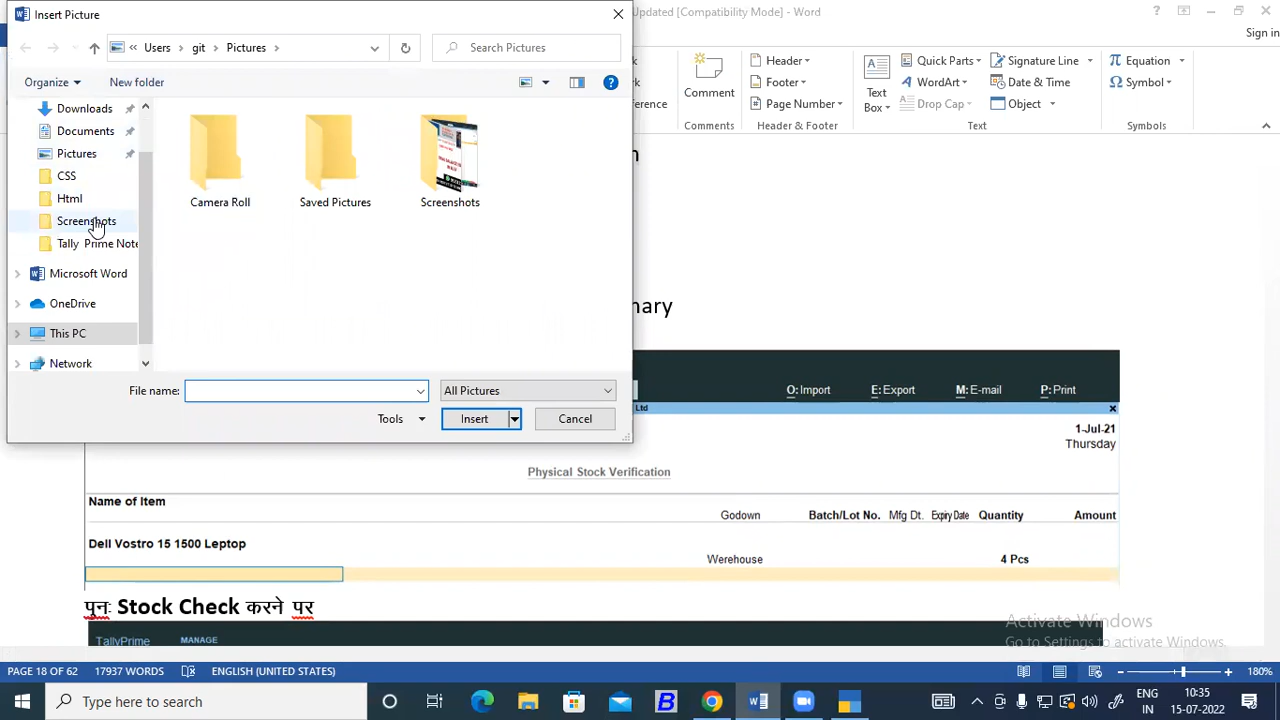 Insert Picture
Updated [Compatibility Mode] - Word
Sign in
Users
git
Pictures
Search Pictures
Organize
New folder
Downloads
Documents
Pictures
CSS
Html
Screenshots
Tally Prime Note
Microsoft Word
OneDrive
This PC
Network
Camera Roll
Saved Pictures
Screenshots
File name:
All Pictures
Tools
Insert
Cancel
Comment
Comments
Header
Footer
Page Number
Header & Footer
Text Box
Quick Parts
WordArt
Drop Cap
Signature Line
Date & Time
Object
Text
Equation
Symbol
Symbols
ference
mary
O: Import
E: Export
M: E-mail
P: Print
Ltd
1-Jul-21
Thursday
Physical Stock Verification
Name of Item
Godown
Batch/Lot No.
Mfg Dt.
Expiry Date
Quantity
Amount
Dell Vostro 15 1500 Leptop
Werehouse
4 Pcs
पुनः Stock Check करने पर
TallyPrime
MANAGE
Activate Windows
Go to Settings to activate Windows.
PAGE 18 OF 62
17937 WORDS
ENGLISH (UNITED STATES)
180%
Type here to search
B
ENG
IN
10:35
15-07-2022